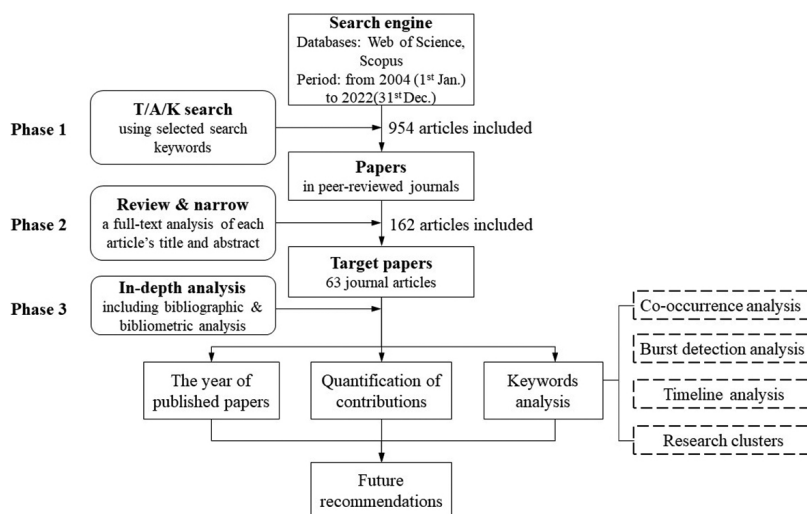 Search engine
Databases: Web of Science,
Scopus
Period: from 2004 (1st Jan.)
to 2022(31st Dec.)
T/A/K search
using selected search
keywords
Phase 1
954 articles included
Papers
in peer-reviewed journals
Review & narrow
a full-text analysis of each
article's title and abstract
Phase 2
162 articles included
Target papers
63 journal articles
In-depth analysis
including bibliographic &
bibliometric analysis
Phase 3
The year of
published papers
Quantification of
contributions
Keywords
analysis
Co-occurrence analysis
Burst detection analysis
Timeline analysis
Research clusters
Future
recommendations